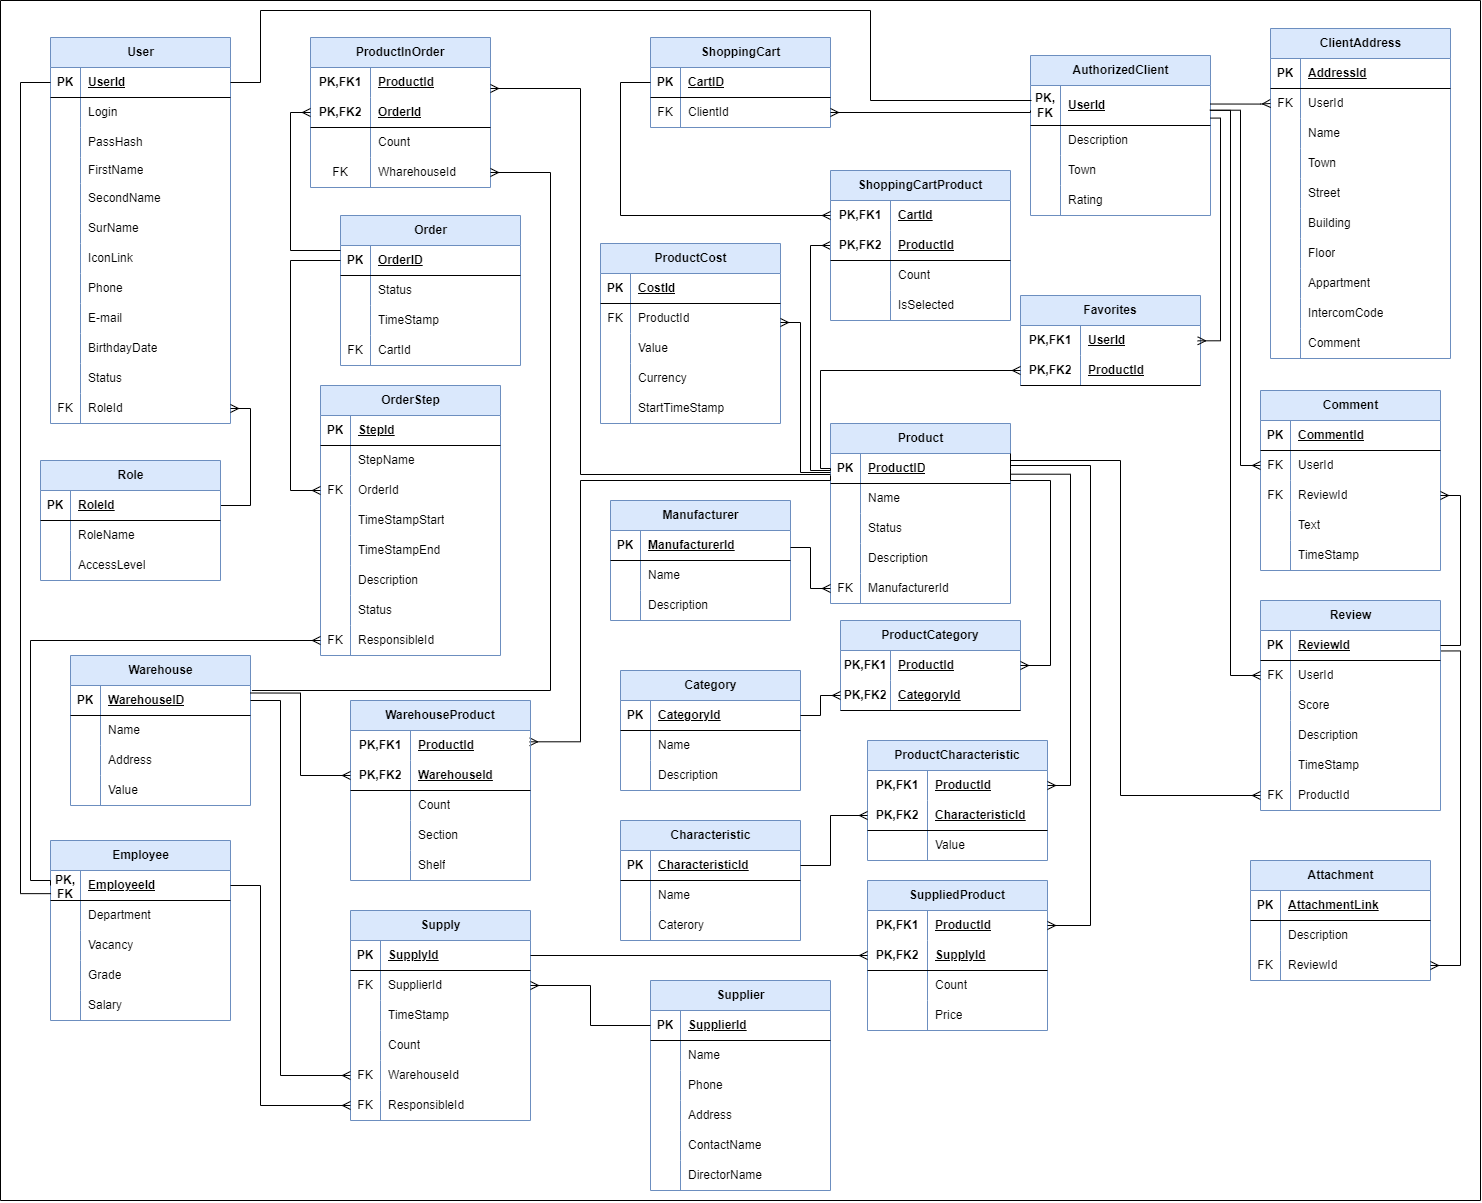 User
PK UserId
Login
PassHash
FirstName
SecondName
SurName
IconLink
Phone
E-mail
BirthdayDate
Status
FK RoleId
Role
PK RoleId
RoleName
AccessLevel
Warehouse
PK WarehouseID
Name
Address
Value
Employee
PK,
FK EmployeeId
Department
Vacancy
Grade
Salary
ProductInOrder
PK,FK1 ProductId
PK,FK2 OrderId
Count
FK WharehouseId
Order
PK OrderID
Status
TimeStamp
FK CartId
OrderStep
PK StepId
StepName
FK OrderId
TimeStampStart
TimeStampEnd
Description
Status
FK ResponsibleId
WarehouseProduct
PK,FK1 ProductId
PK,FK2 WarehouseId
Count
Section
Shelf
Supply
PK SupplyId
FK SupplierId
TimeStamp
Count
FK WarehouseId
FK ResponsibleId
ShoppingCart
PK CartID
FK ClientId
ProductCost
PK CostId
FK ProductId
Value
Currency
StartTimeStamp
Manufacturer
PK ManufacturerId
Name
Description
Category
PK CategoryId
Name
Description
Characteristic
PK CharacteristicId
Name
Caterory
Supplier
PK SupplierId
Name
Phone
Address
ContactName
DirectorName
ShoppingCartProduct
PK,FK1 CartId
PK,FK2 ProductId
Count
IsSelected
Product
PK ProductID
Name
Status
Description
FK ManufacturerId
ProductCategory
PK,FK1 ProductId
PK,FK2 CategoryId
ProductCharacteristic
PK,FK1 ProductId
PK,FK2 CharacteristicId
Value
SuppliedProduct
PK,FK1 ProductId
PK,FK2 SupplyId
Count
Price
AuthorizedClient
PK,
FK UserId
Description
Town
Rating
Favorites
PK,FK1 UserId
PK,FK2 ProductId
ClientAddress
PK AddressId
FK UserId
Name
Town
Street
Building
Floor
Appartment
IntercomCode
Comment
Comment
PK CommentId
FK UserId
FK ReviewId
Text
TimeStamp
Review
PK ReviewId
FK UserId
Score
Description
TimeStamp
FK ProductId
Attachment
PK AttachmentLink
Description
FK ReviewId